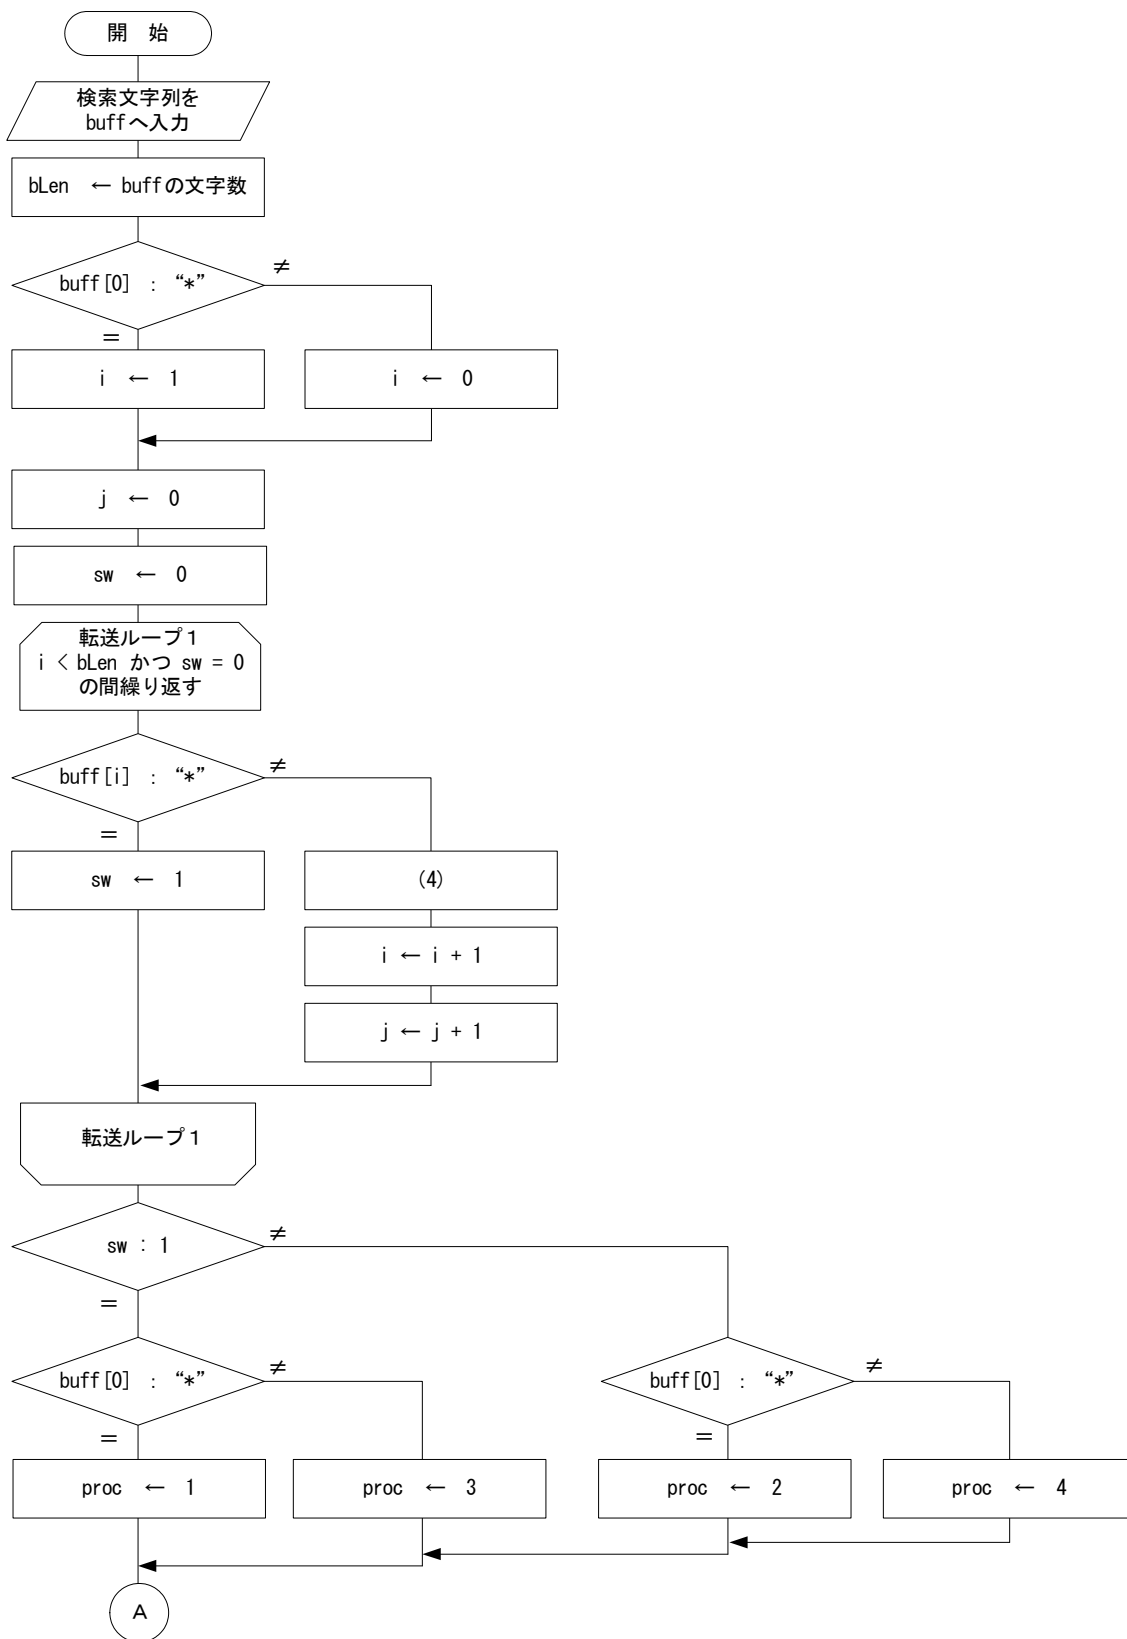 開 始
検索文字列を
buffへ入力
bLen ← buffの文字数
buff[0] : “*”
≠
=
i ← 1
i ← 0
j ← 0
sw ← 0
転送ループ1
i < bLen かつ sw = 0
の間繰り返す
buff[i] : “*”
≠
=
sw ← 1
(4)
i ← i + 1
j ← j + 1
転送ループ1
sw : 1
≠
=
buff[0] : “*”
≠
buff[0] : “*”
≠
=
=
proc ← 1
proc ← 3
proc ← 2
proc ← 4
A